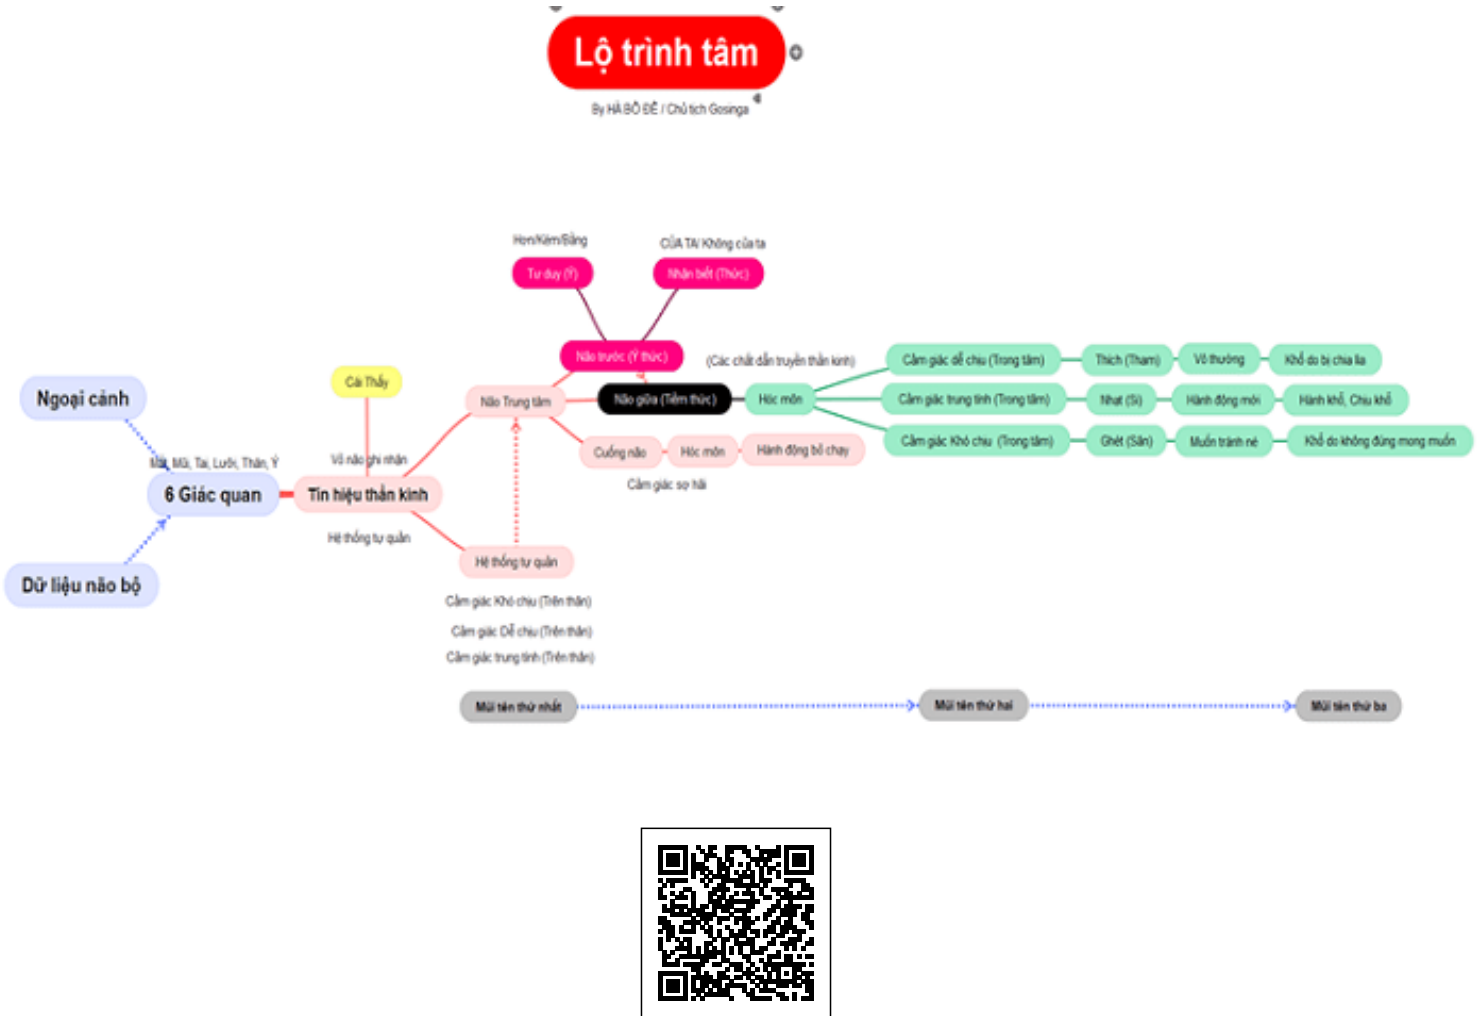 Lộ trình tâm
By HÀ BỒ ĐỀ / Chủ tịch Gosinga
Hơn/Kém/Bằng
CỦA TA/ Không của ta
Tư duy (Ý)
Nhận biết (Thức)
Não trước (Ý thức)
(Các chất dẫn truyền thần kinh)
Cảm giác dễ chịu (Trong tâm)
Thích (Tham)
Vô thường
Khổ do bị chia lìa
Ngoại cảnh
Cái Thấy
Não Trung tâm
Não giữa (Tiềm thức)
Hóc môn
Cảm giác trung tính (Trong tâm)
Nhạt (Si)
Hành động mới
Hành khổ, Chịu khổ
Cảm giác Khó chịu (Trong tâm)
Ghét (Sân)
Muốn tránh né
Khổ do không đúng mong muốn
Cuống não
Hóc môn
Hành động bỏ chạy
Cảm giác sợ hãi
Mắt, Mũi, Tai, Lưỡi, Thân, Ý
Vỏ não ghi nhận
6 Giác quan
Tín hiệu thần kinh
Hệ thống tự quản
Hệ thống tự quản
Dữ liệu não bộ
Cảm giác Khó chịu (Trên thân)
Cảm giác Dễ chịu (Trên thân)
Cảm giác trung tính (Trên thân)
Mũi tên thứ nhất
Mũi tên thứ hai
Mũi tên thứ ba